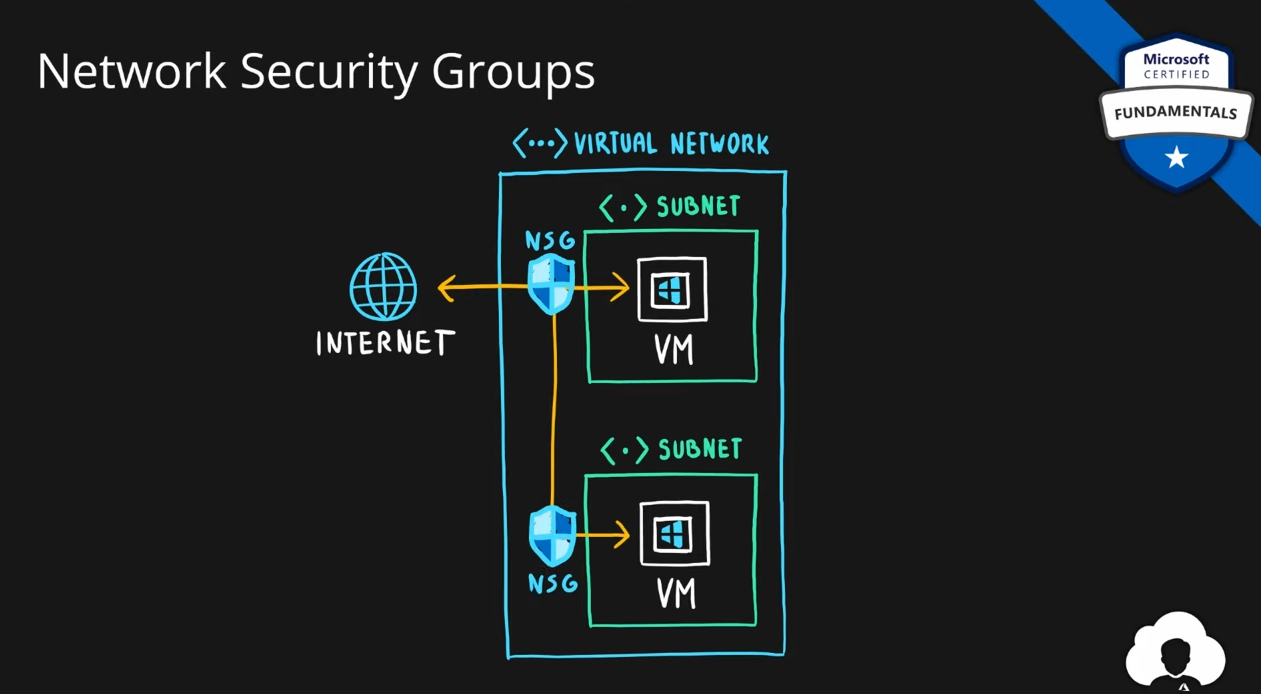 Network Security Groups
Microsoft
CERTIFIED
FUNDAMENTALS
<···> VIRTUAL NETWORK
<·> SUBNET
NSG
INTERNET
VM
<·> SUBNET
NSG
VM